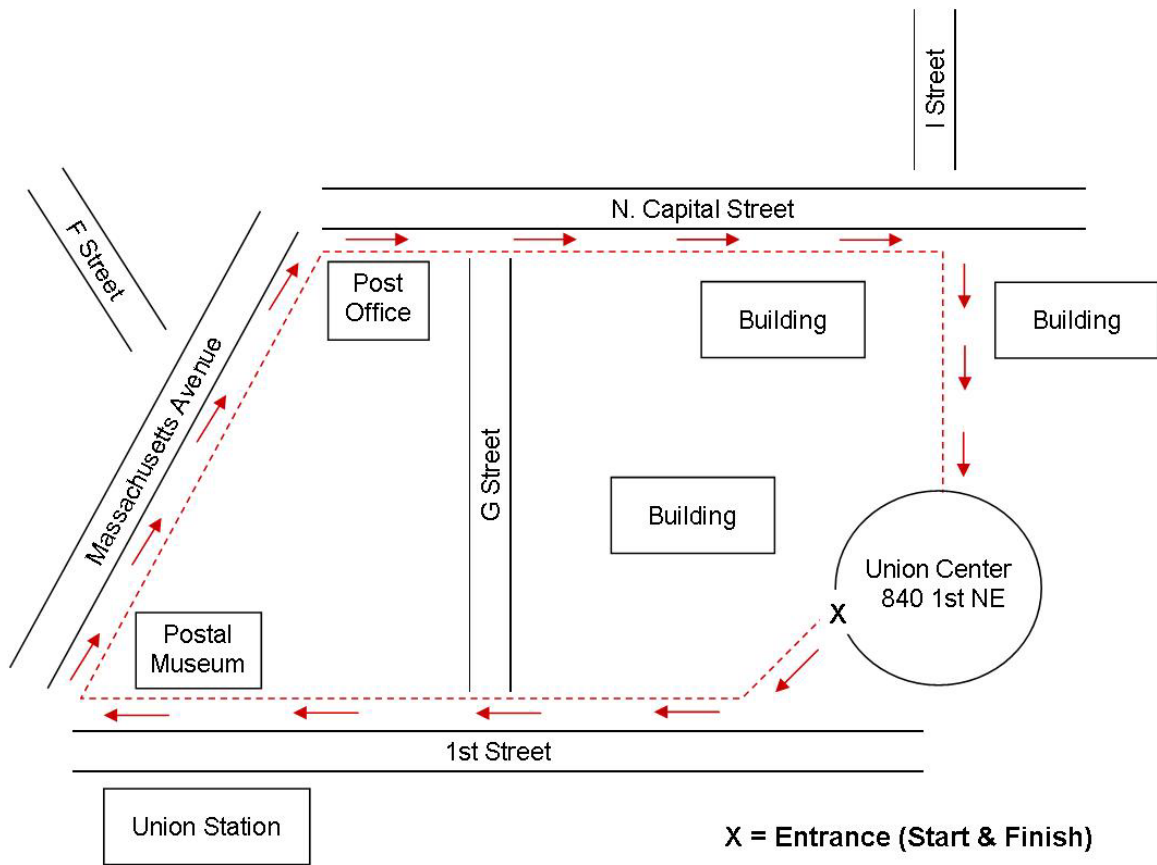 I Street
N. Capital Street
F Street
Post
Office
Building
Building
Massachusetts Avenue
G Street
Building
Union Center
840 1st NE
X
Postal
Museum
1st Street
Union Station
X = Entrance (Start & Finish)